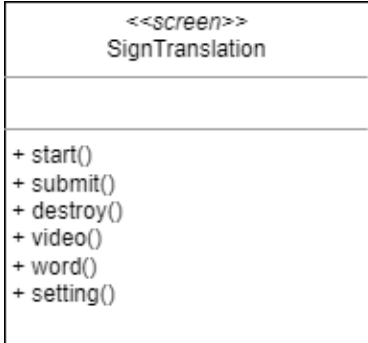 <<screen>>
SignTranslation
+ start()
+ submit()
+ destroy()
+ video()
+ word()
+ setting()